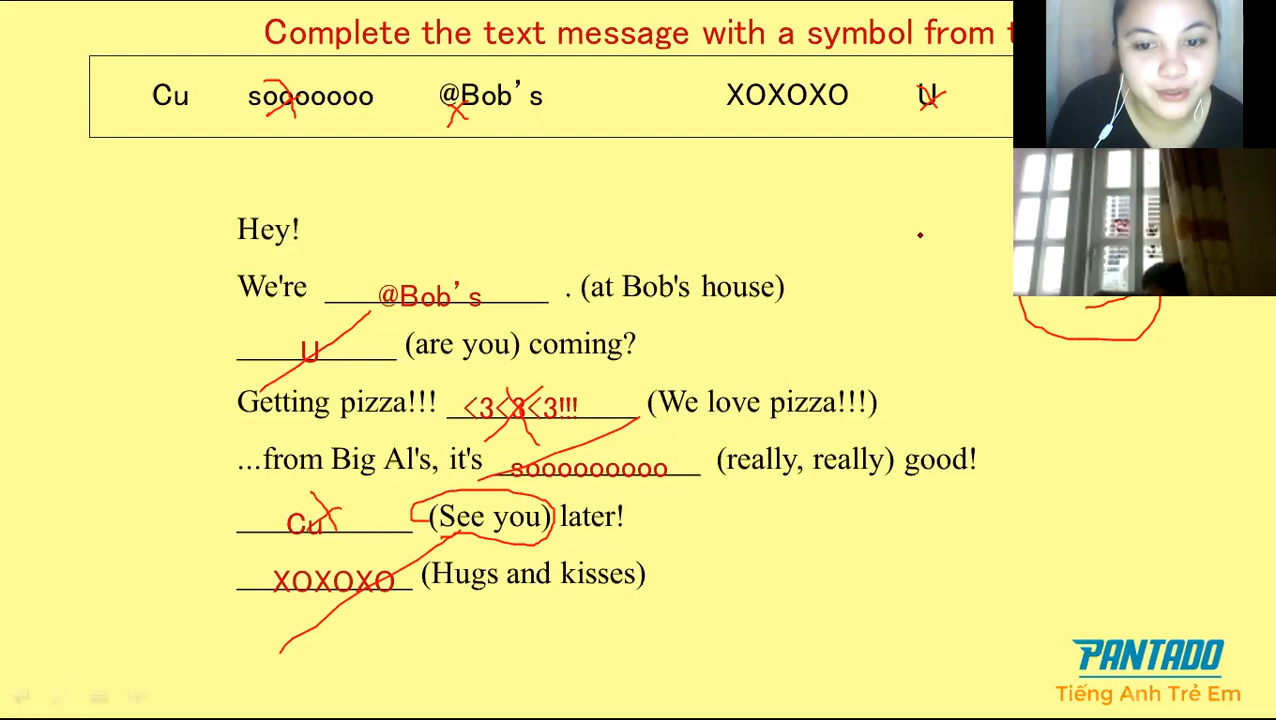 Complete the text message with a symbol from t
Cu sooooooo @Bob's XOXOXO U
Hey!
We're @Bob's . (at Bob's house)
U (are you) coming?
Getting pizza!!! <3<3<3!!! (We love pizza!!!)
...from Big Al's, it's sooooooooo (really, really) good!
Cu (See you) later!
XOXOXO (Hugs and kisses)
PANTADO
Tiếng Anh Trẻ Em